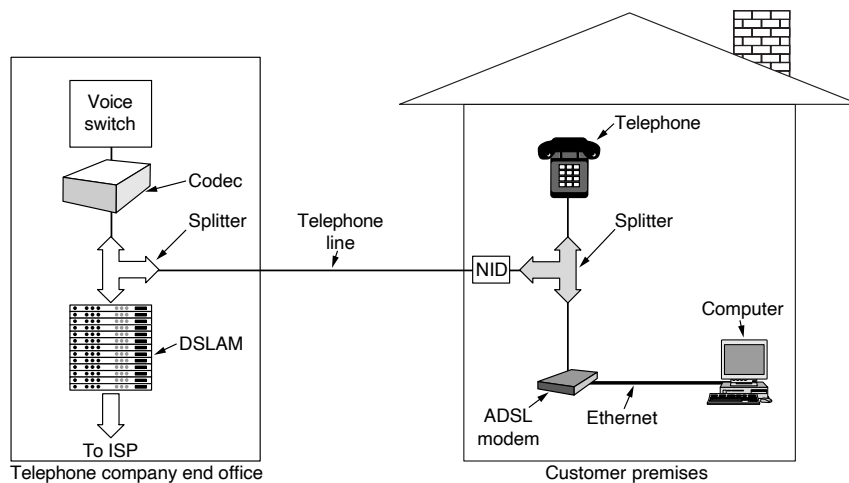 Voice
switch
Codec
Splitter
DSLAM
To ISP
Telephone company end office
Telephone
line
NID
Telephone
Splitter
Computer
ADSL
modem
Ethernet
Customer premises